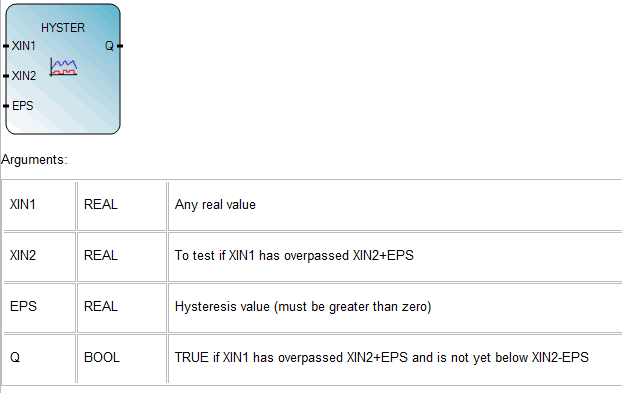 HYSTER
XIN1 Q
XIN2
EPS
Arguments:
XIN1 REAL Any real value
XIN2 REAL To test if XIN1 has overpassed XIN2+EPS
EPS REAL Hysteresis value (must be greater than zero)
Q BOOL TRUE if XIN1 has overpassed XIN2+EPS and is not yet below XIN2-EPS